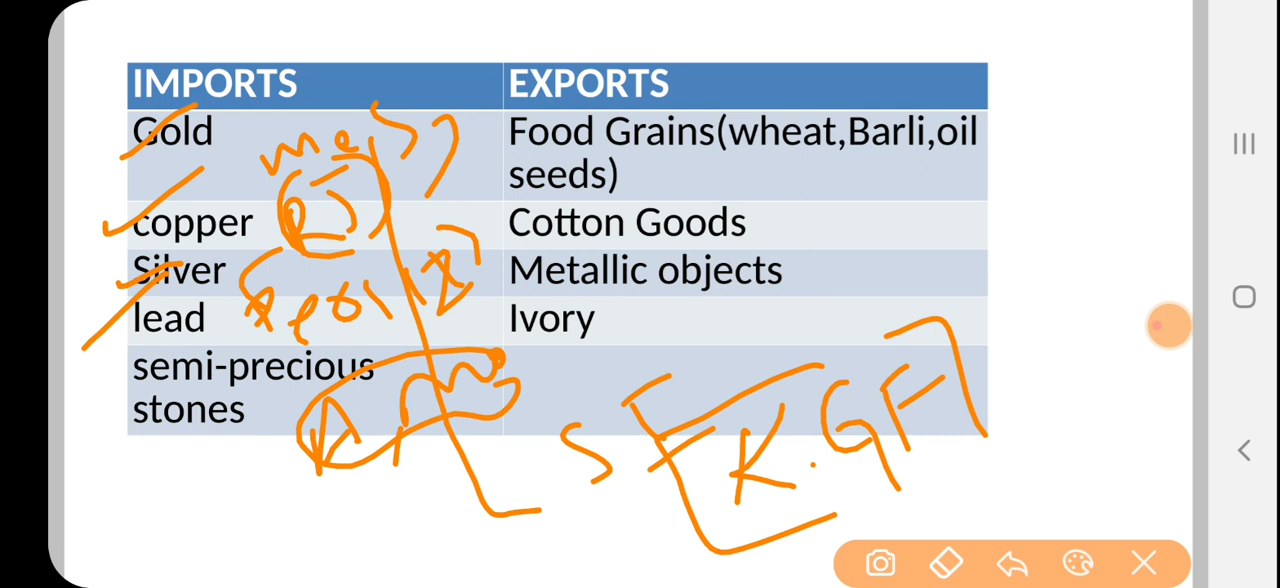 IMPORTS EXPORTS
Gold Food Grains(wheat,Barli,oil
seeds)
copper Cotton Goods
Silver Metallic objects
lead Ivory
semi-precious
stones
K.GF